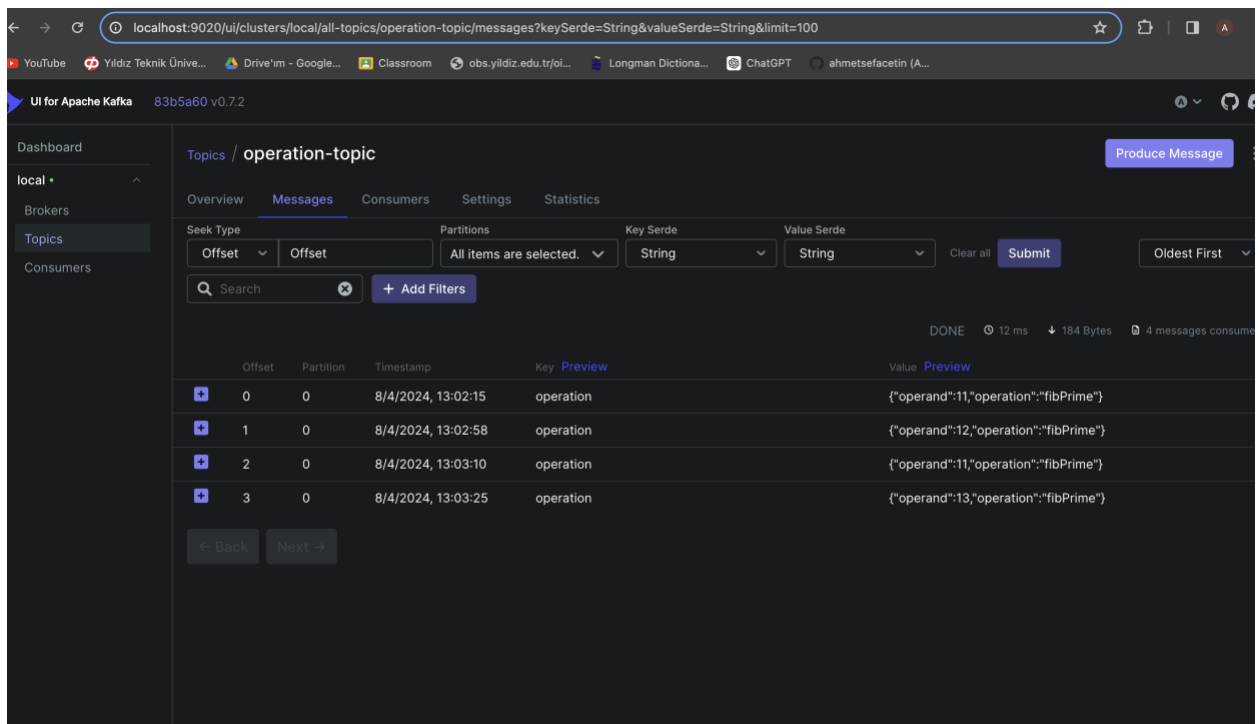 localhost:9020/ui/clusters/local/all-topics/operation-topic/messages?keySerde=String&valueSerde=String&limit=100
A
YouTube Yıldız Teknik Ünive... Drive'ım - Google... Classroom obs.yildiz.edu.tr/oi... Longman Dictiona... ChatGPT ahmetsefacetin (A...
UI for Apache Kafka 83b5a60 v0.7.2
Dashboard
local
Brokers
Topics
Consumers
Topics / operation-topic
Produce Message
Overview Messages Consumers Settings Statistics
Seek Type Partitions Key Serde Value Serde
Offset Offset All items are selected. String String Clear all Submit Oldest First
Search + Add Filters
DONE 12 ms 184 Bytes 4 messages consume
Offset Partition Timestamp Key Preview Value Preview
0 0 8/4/2024, 13:02:15 operation {"operand":11,"operation":"fibPrime"}
1 0 8/4/2024, 13:02:58 operation {"operand":12,"operation":"fibPrime"}
2 0 8/4/2024, 13:03:10 operation {"operand":11,"operation":"fibPrime"}
3 0 8/4/2024, 13:03:25 operation {"operand":13,"operation":"fibPrime"}
← Back Next →